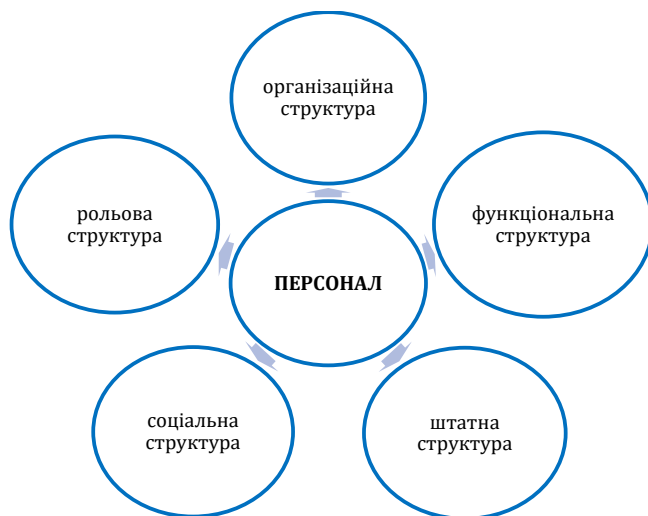 організаційна
структура
рольова
структура
функціональна
структура
ПЕРСОНАЛ
соціальна
структура
штатна
структура